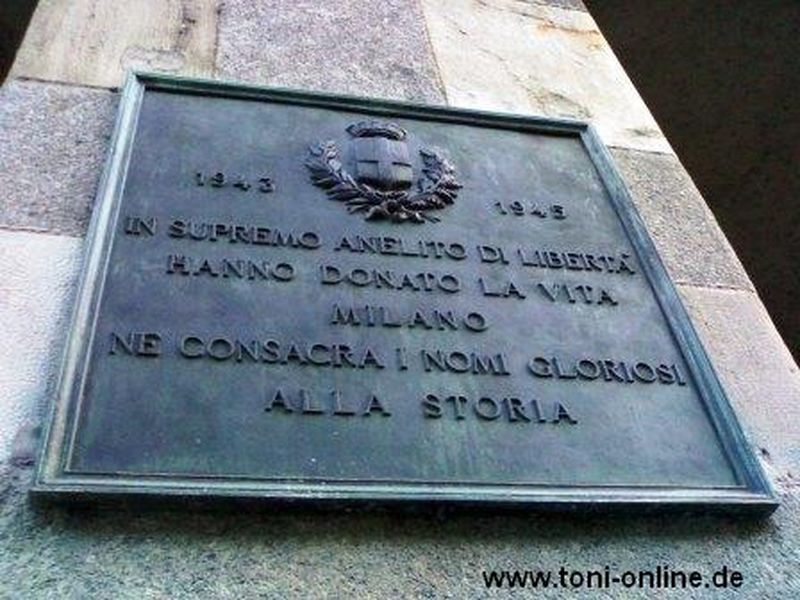 1943 1945
IN SUPREMO ANELITO DI LIBERTÁ
HANNO DONATO LA VITA
MILANO
NE CONSACRA I NOMI GLORIOSI
ALLA STORIA
www.toni-online.de